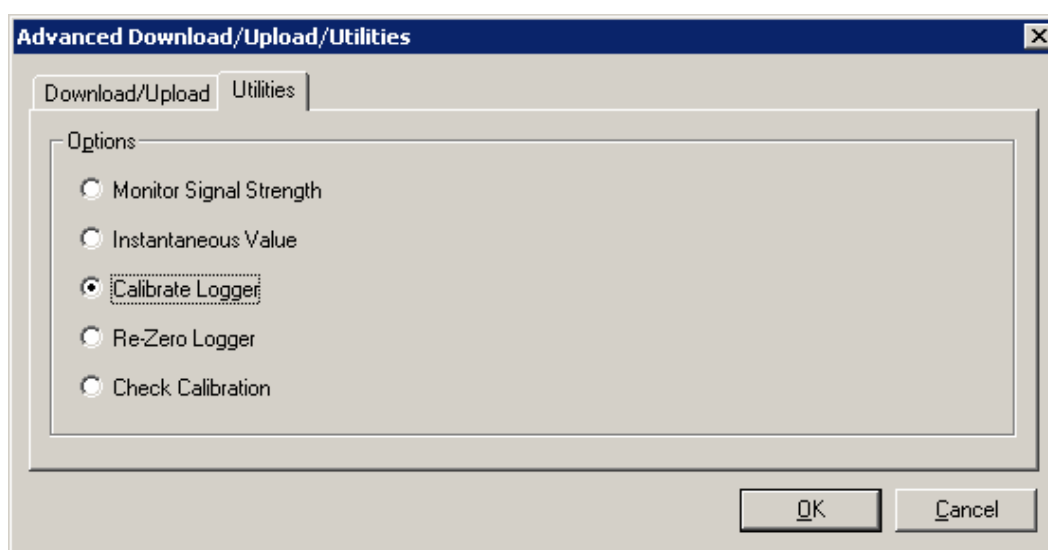 Advanced Download/Upload/Utilities
Download/Upload Utilities
Options
Monitor Signal Strength
Instantaneous Value
Calibrate Logger
Re-Zero Logger
Check Calibration
OK Cancel